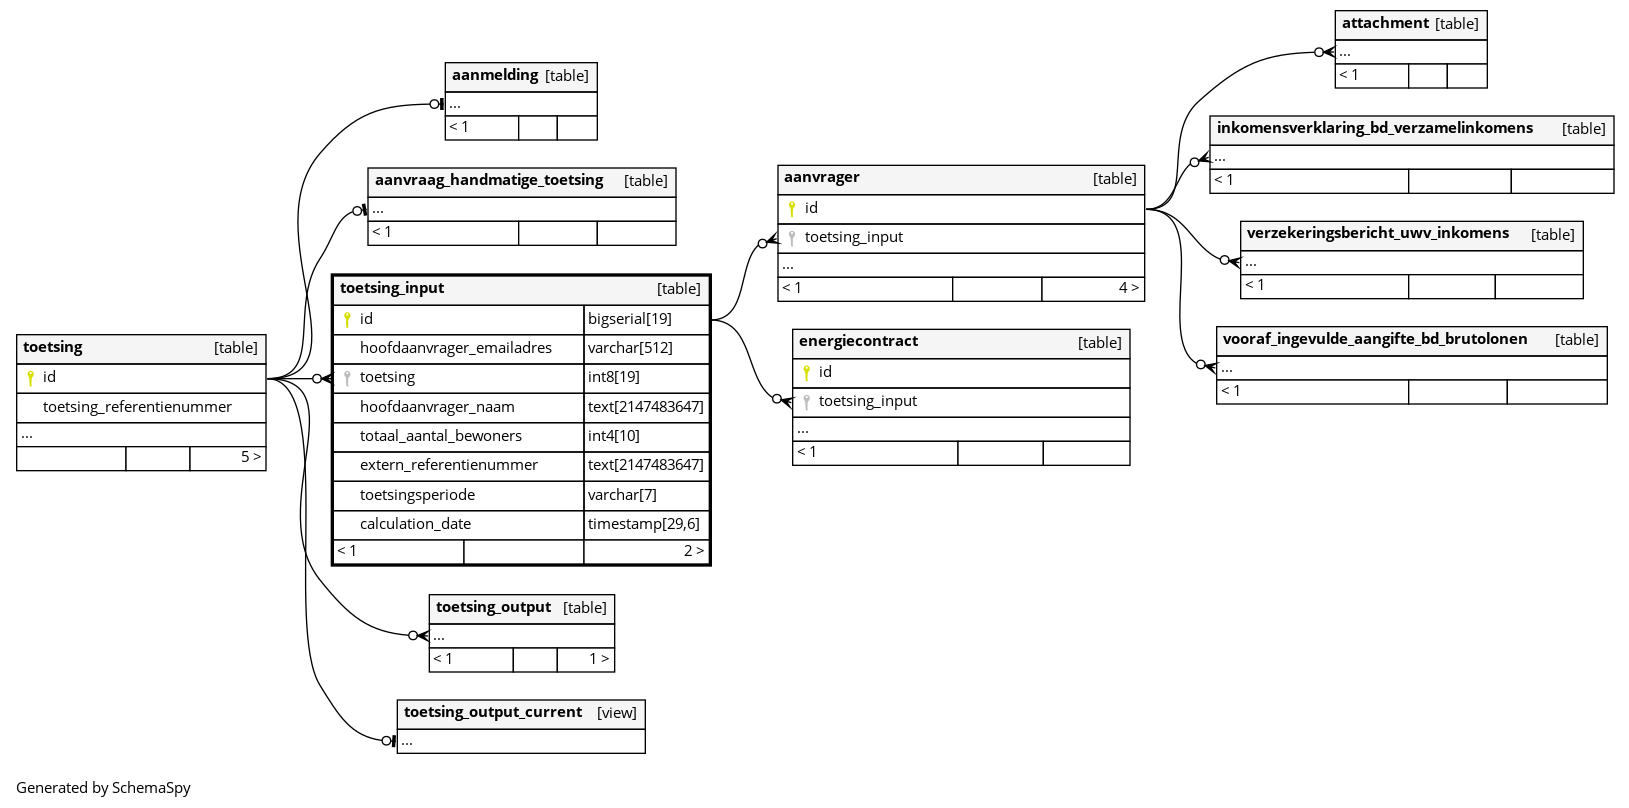 attachment [table]
...
< 1
aanmelding [table]
...
< 1
inkomensverklaring_bd_verzamelinkomens [table]
...
< 1
aanvraag_handmatige_toetsing [table]
...
< 1
aanvrager [table]
id
toetsing_input
...
< 1 4 >
verzekeringsbericht_uwv_inkomens [table]
...
< 1
toetsing_input [table]
id bigserial[19]
hoofdaanvrager_emailadres varchar[512]
toetsing int8[19]
hoofdaanvrager_naam text[2147483647]
totaal_aantal_bewoners int4[10]
extern_referentienummer text[2147483647]
toetsingsperiode varchar[7]
calculation_date timestamp[29,6]
< 1 2 >
toetsing [table]
id
toetsing_referentienummer
...
5 >
energiecontract [table]
id
toetsing_input
...
< 1
vooraf_ingevulde_aangifte_bd_brutolonen [table]
...
< 1
toetsing_output [table]
...
< 1 1 >
toetsing_output_current [view]
...
Generated by SchemaSpy